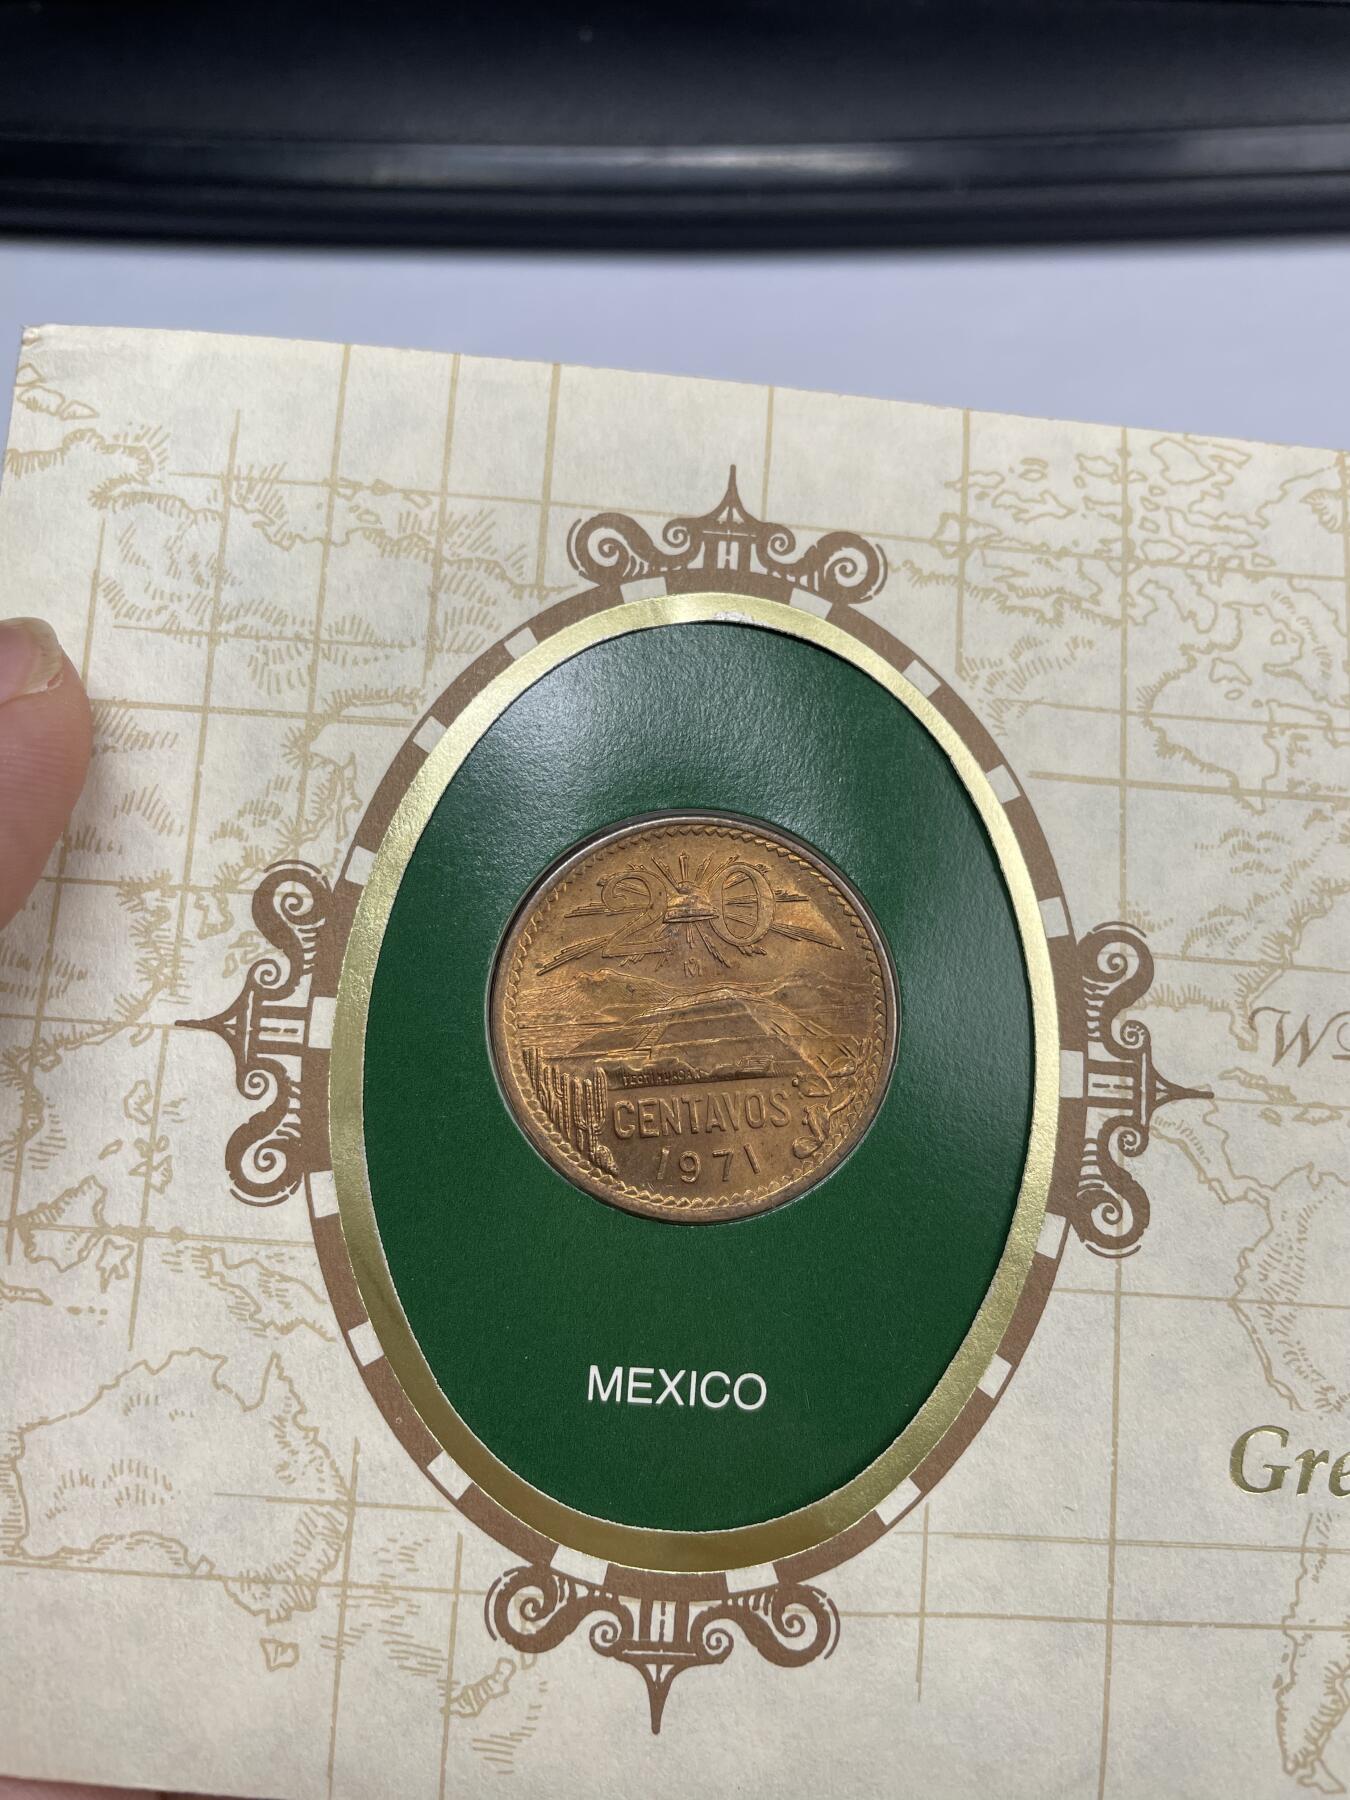 20
M
TEOTIHUACAN
CENTAVOS
1971
MEXICO
Gre